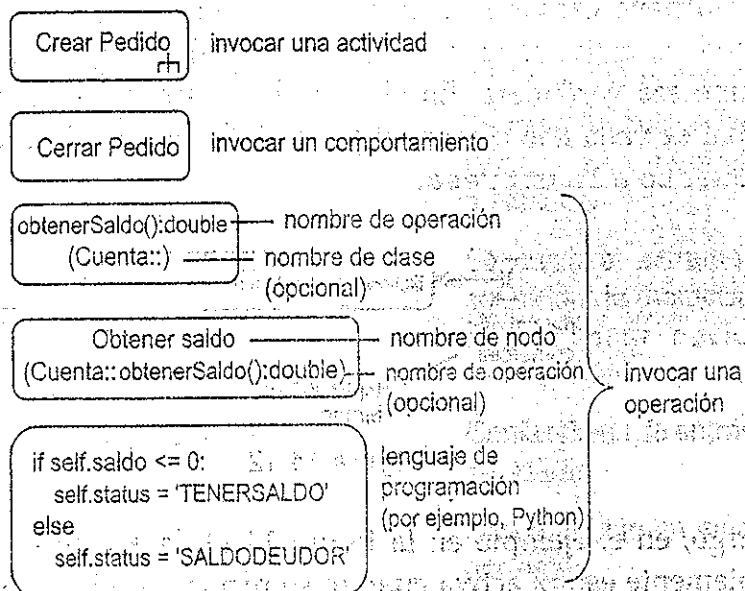 Crear Pedido
invocar una actividad
Cerrar Pedido
invocar un comportamiento
obtenerSaldo():double
nombre de operación
(Cuenta::)
nombre de clase
(opcional)
Obtener saldo
nombre de nodo
(Cuenta::obtenerSaldo():double)
nombre de operación
(opcional)
invocar una
operación
if self.saldo <= 0:
self.status = 'TENERSALDO'
else
self.status = 'SALDODEUDOR'
lenguaje de
programación
(por ejemplo, Python)